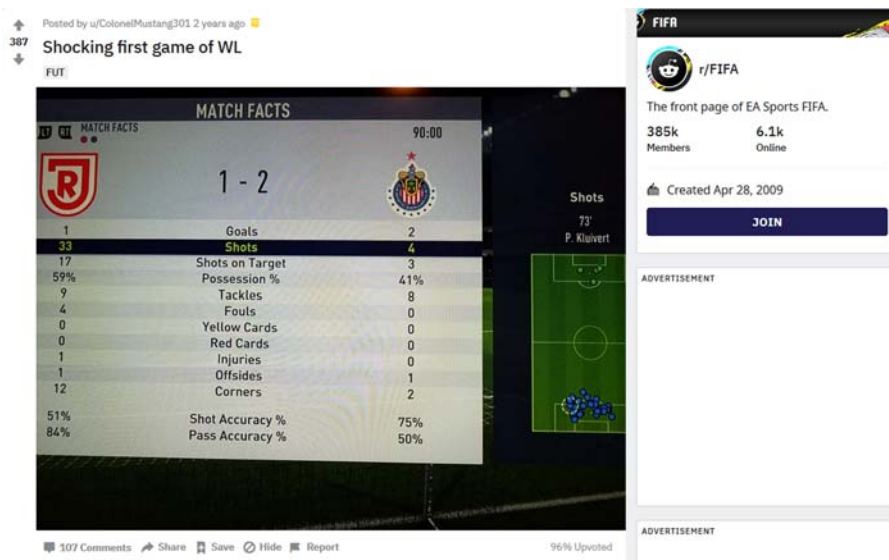 Posted by u/ColonelMustang301 2 years ago
387
Shocking first game of WL
FUT
MATCH FACTS
LT RT MATCH FACTS
90:00
1 - 2
1 Goals 2
33 Shots 4
17 Shots on Target 3
59% Possession % 41%
9 Tackles 8
4 Fouls 0
0 Yellow Cards 0
0 Red Cards 0
1 Injuries 0
1 Offsides 1
12 Corners 2
51% Shot Accuracy % 75%
84% Pass Accuracy % 50%
Shots
73'
P. Kluivert
107 Comments Share Save Hide Report
96% Upvoted
FIFA
r/FIFA
The front page of EA Sports FIFA.
385k 6.1k
Members Online
Created Apr 28, 2009
JOIN
ADVERTISEMENT
ADVERTISEMENT